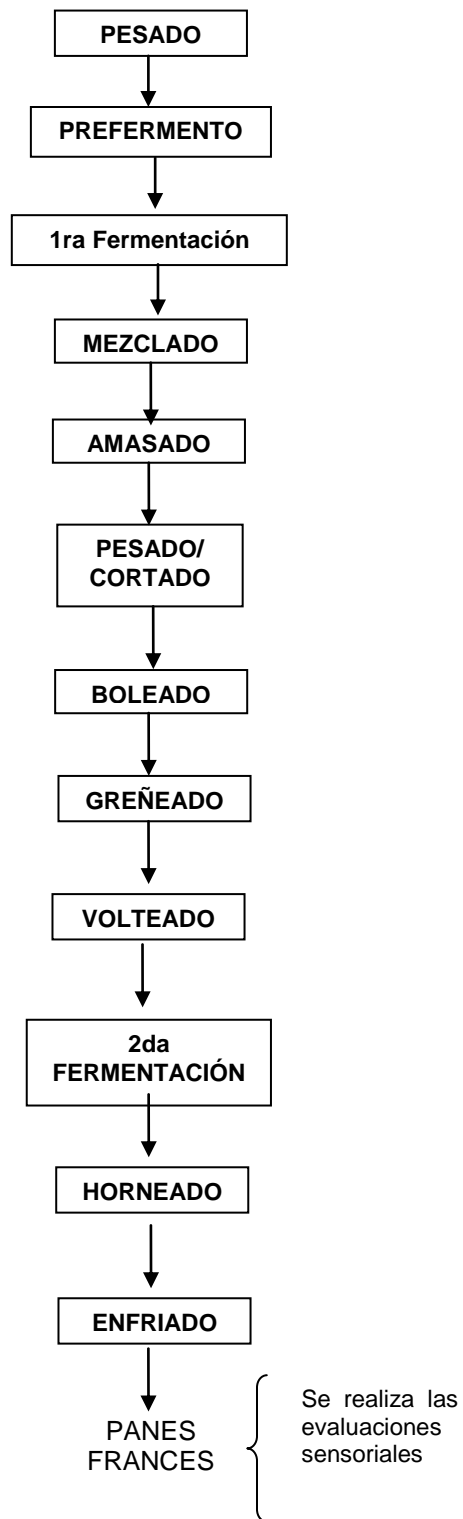 PESADO
PREFERMENTO
1ra Fermentación
MEZCLADO
AMASADO
PESADO/
CORTADO
BOLEADO
GREÑEADO
VOLTEADO
2da
FERMENTACIÓN
HORNEADO
ENFRIADO
PANES
FRANCES
Se realiza las
evaluaciones
sensoriales